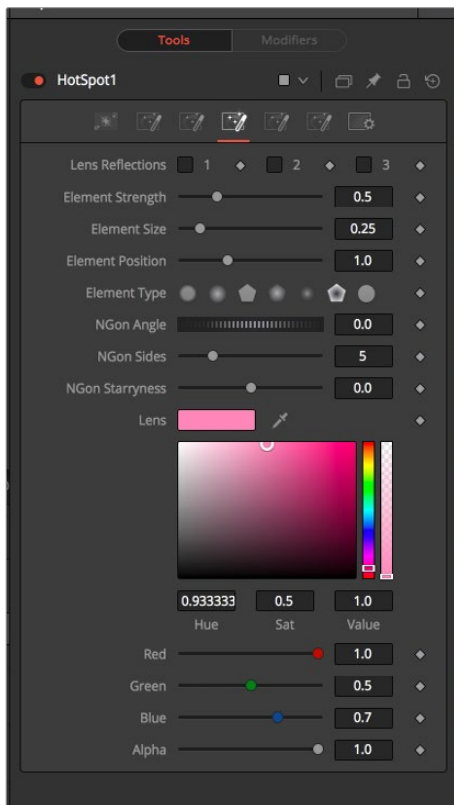 Tools Modifiers
HotSpot1
Lens Reflections 1 2 3
Element Strength 0.5
Element Size 0.25
Element Position 1.0
Element Type
NGon Angle 0.0
NGon Sides 5
NGon Starryness 0.0
Lens
0.933333 0.5 1.0
Hue Sat Value
Red 1.0
Green 0.5
Blue 0.7
Alpha 1.0